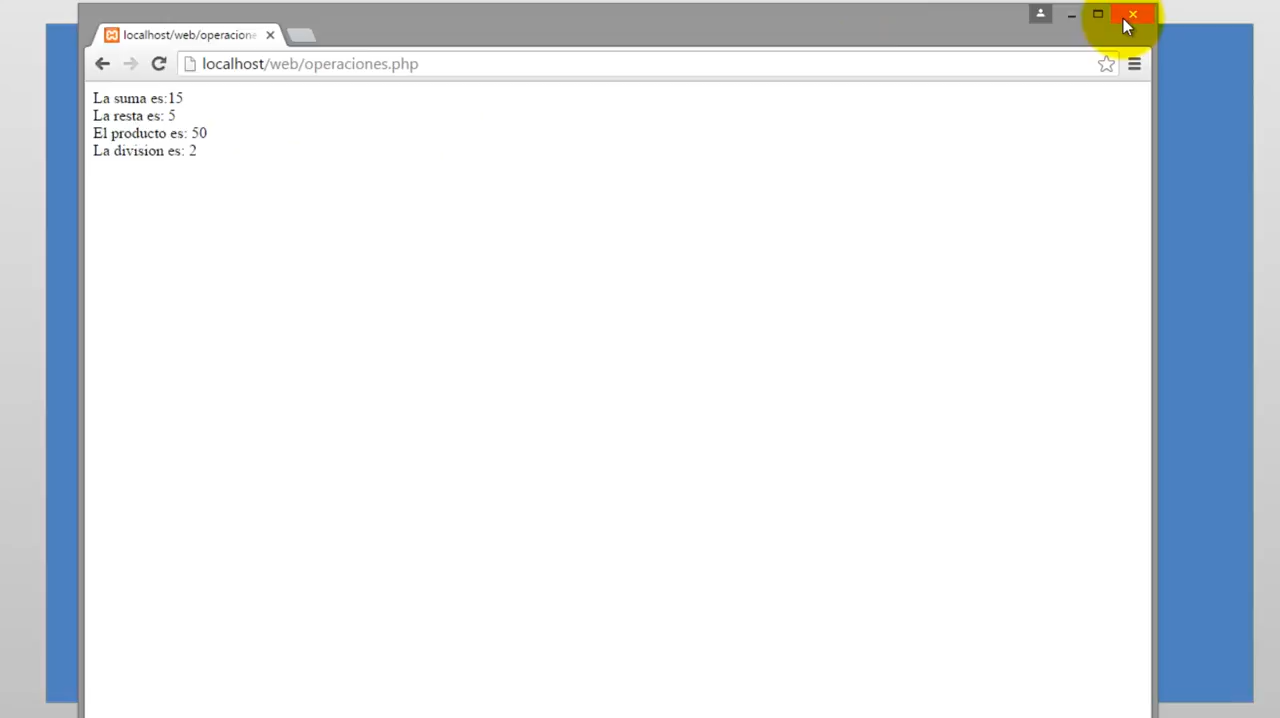 localhost/web/operacione
localhost/web/operaciones.php
La suma es:15
La resta es: 5
El producto es: 50
La division es: 2